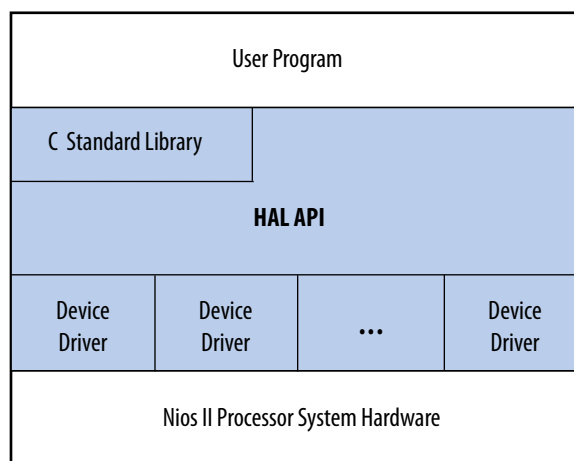 User Program
C Standard Library
HAL API
Device
Driver
Device
Driver
...
Device
Driver
Nios II Processor System Hardware